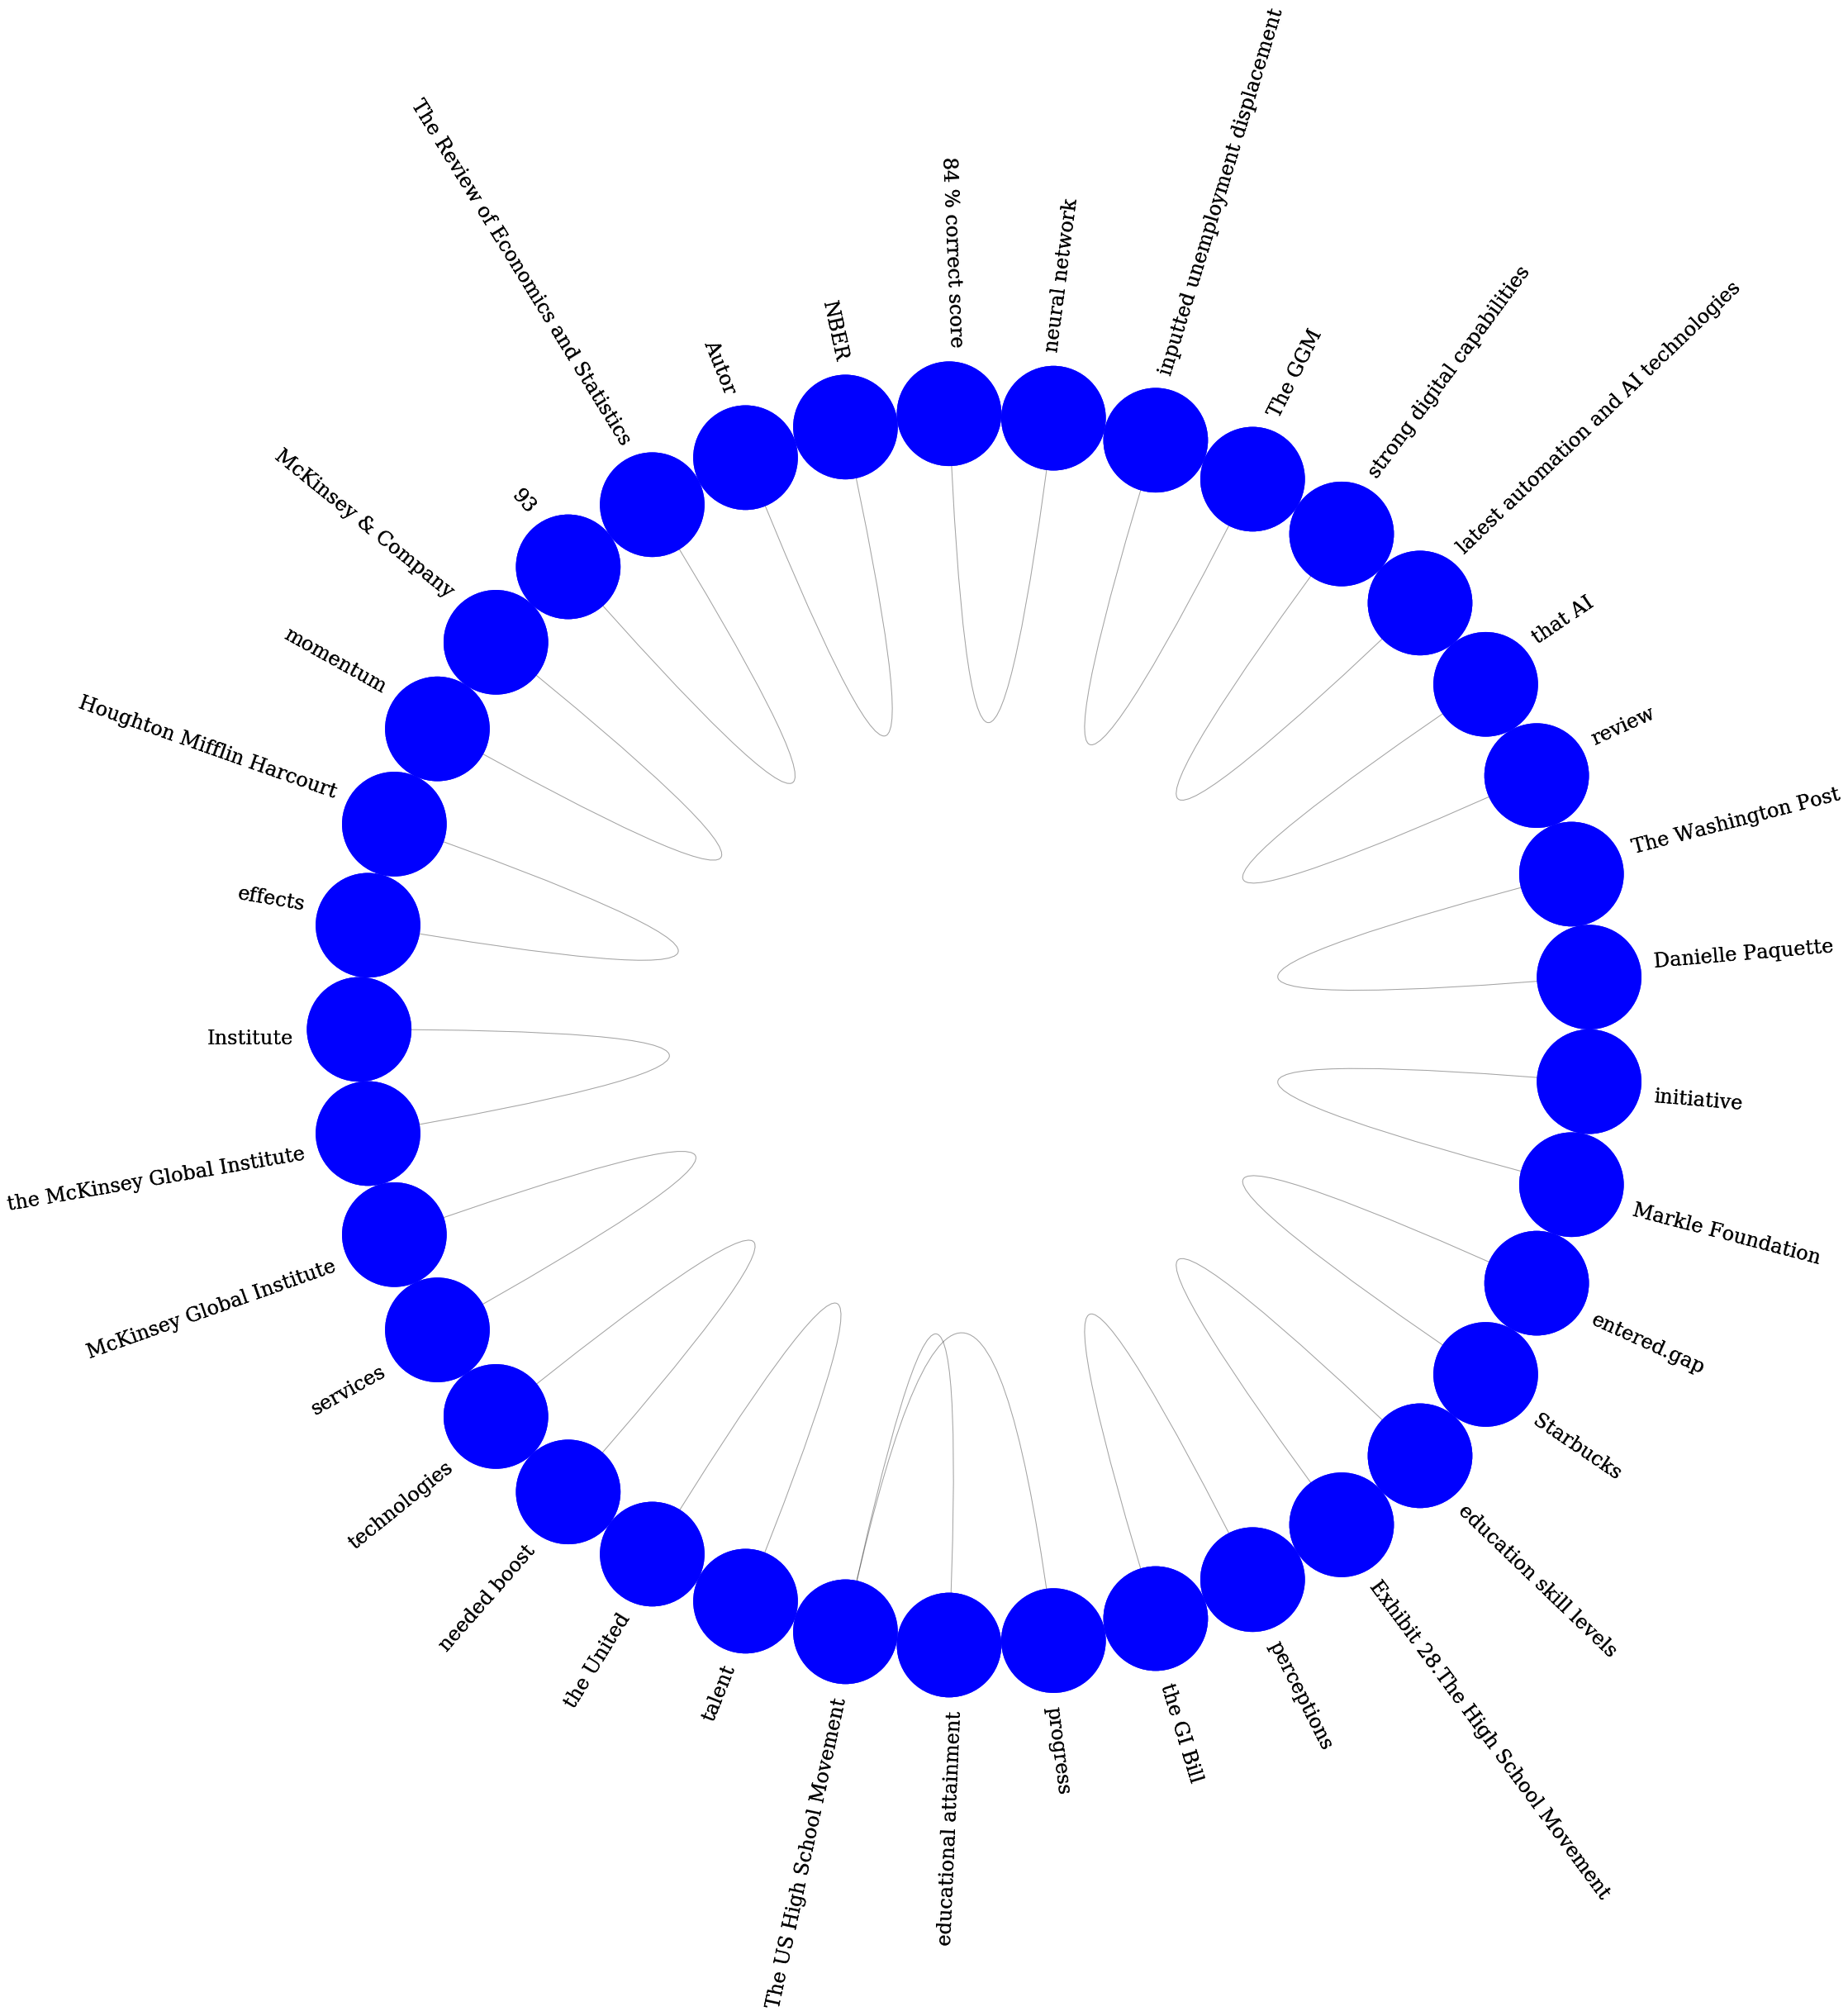 84 % correct score
neural network
inputted unemployment displacement
The GGM
strong digital capabilities
latest automation and AI technologies
that AI
review
The Washington Post
Danielle Paquette
initiative
Markle Foundation
entered.gap
Starbucks
education skill levels
Exhibit 28.The High School Movement
perceptions
the GI Bill
progress
educational attainment
The US High School Movement
talent
the United
needed boost
technologies
services
McKinsey Global Institute
the McKinsey Global Institute
Institute
effects
Houghton Mifflin Harcourt
momentum
McKinsey & Company
93
The Review of Economics and Statistics
Autor
NBER